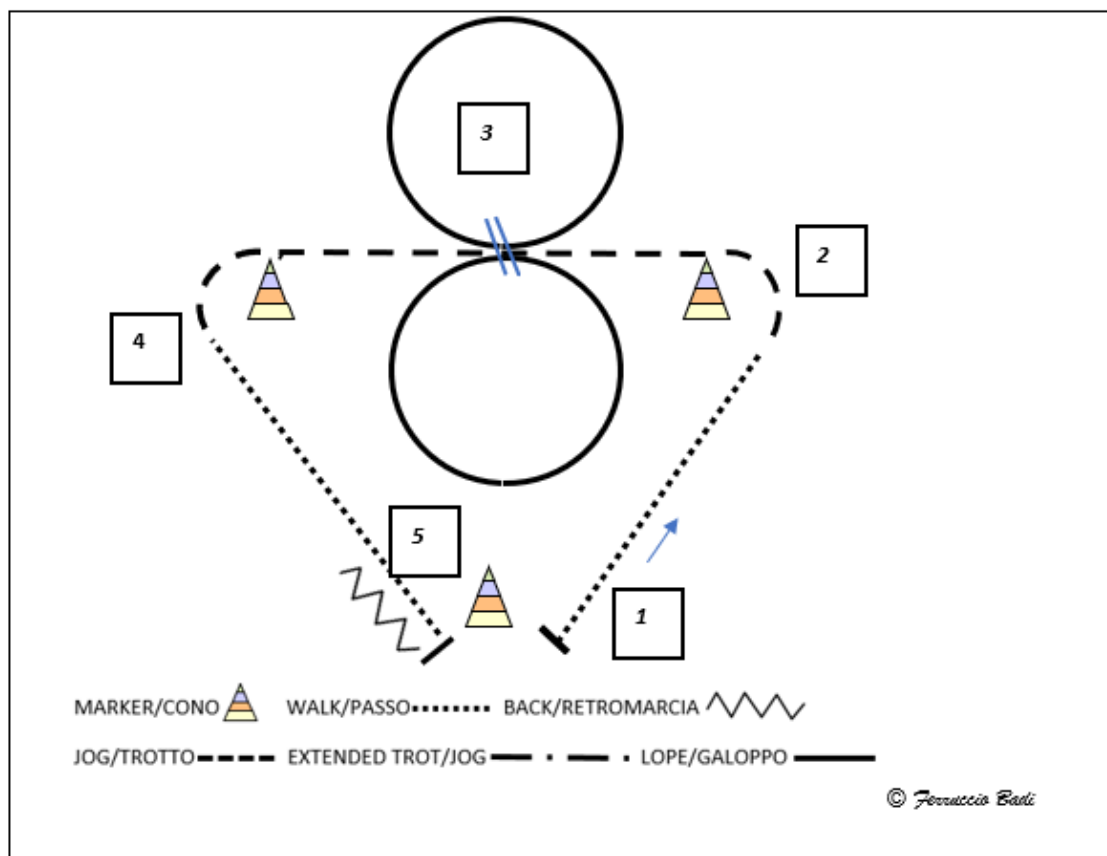 3
2
4
5
1
MARKER/CONO WALK/PASSO BACK/RETROMARCIA
JOG/TROTTO EXTENDED TROT/JOG LOPE/GALOPPO
© Ferruccio Badi